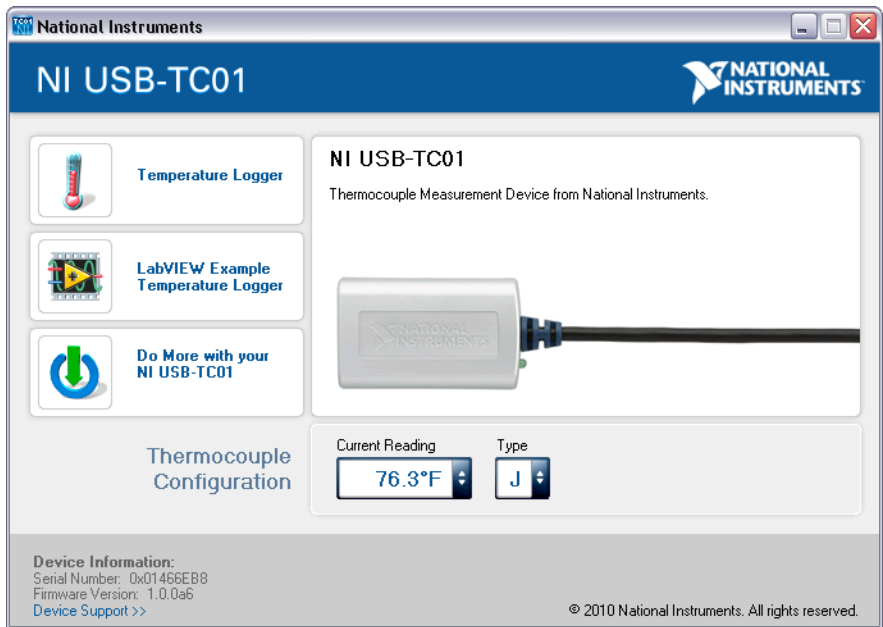 National Instruments
NI USB-TC01
NATIONAL
INSTRUMENTS
Temperature Logger
LabVIEW Example
Temperature Logger
Do More with your
NI USB-TC01
NI USB-TC01
Thermocouple Measurement Device from National Instruments.
NATIONAL
INSTRUMENTS
Thermocouple
Configuration
Current Reading
76.3°F
Type
J
Device Information:
Serial Number: 0x01466EB8
Firmware Version: 1.0.0a6
Device Support >>
© 2010 National Instruments. All rights reserved.